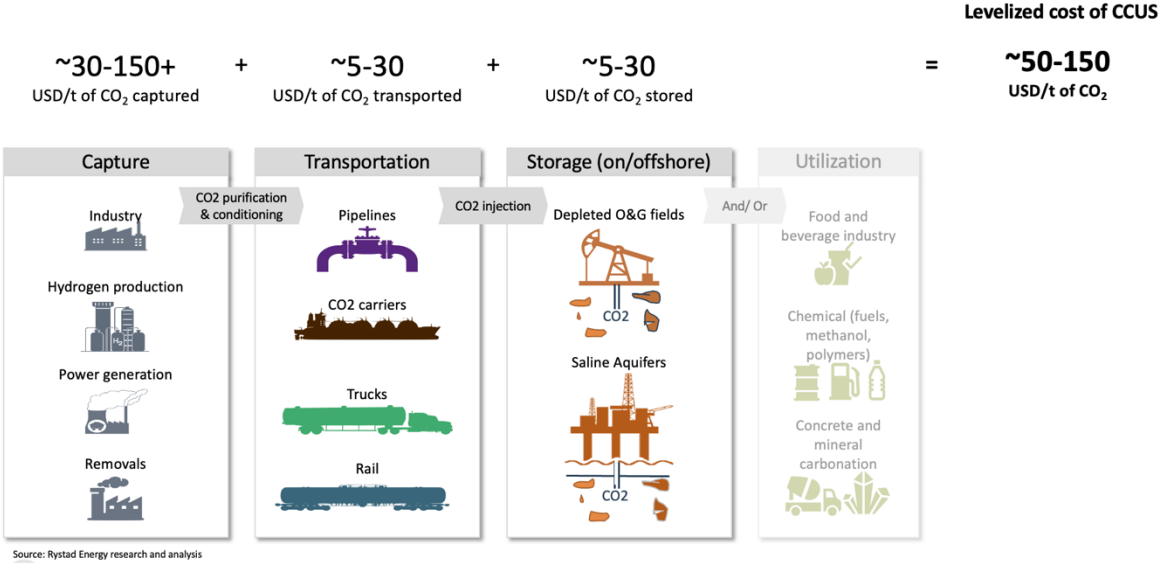 Levelized cost of CCUS
~30-150+ + ~5-30 + ~5-30 = ~50-150
USD/t of CO₂ captured USD/t of CO₂ transported USD/t of CO₂ stored USD/t of CO₂
Capture
Industry
Hydrogen production
H₂
Power generation
Removals
CO2 purification
& conditioning
Transportation
Pipelines
CO2 carriers
Trucks
Rail
CO2 injection
Storage (on/offshore)
Depleted O&G fields
CO2
Saline Aquifers
CO2
And/ Or
Utilization
Food and
beverage industry
Chemical (fuels,
methanol,
polymers)
Concrete and
mineral
carbonation
Source: Rystad Energy research and analysis